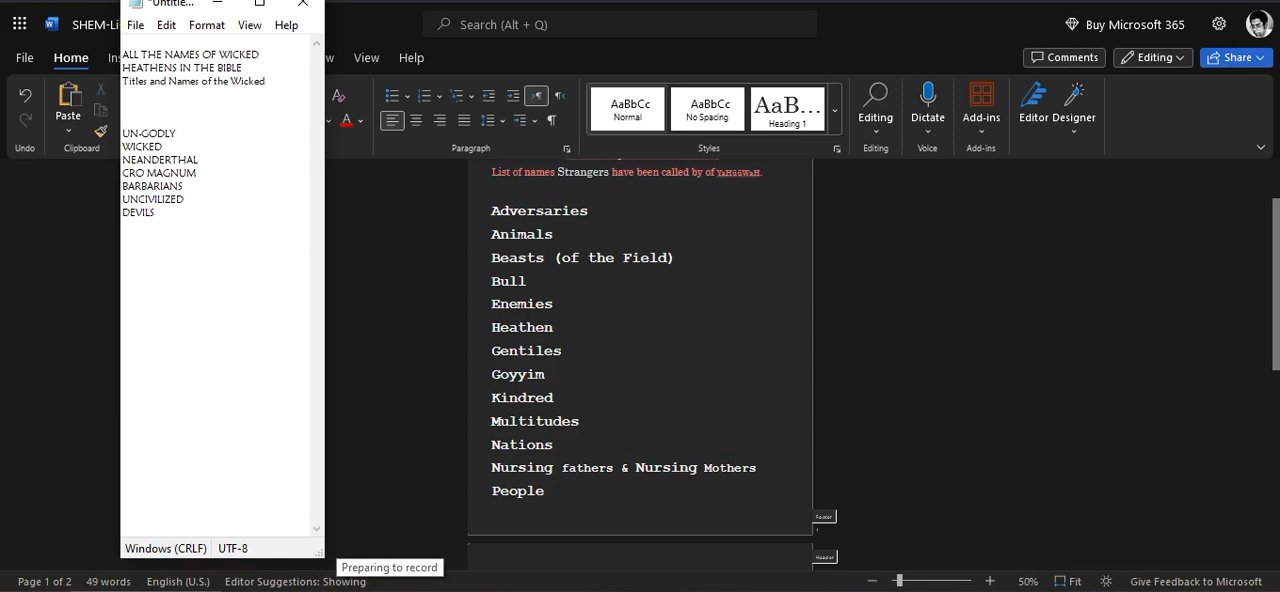 "Untitle...
File Edit Format View Help
ALL THE NAMES OF WICKED
HEATHENS IN THE BIBLE
Titles and Names of the Wicked
UN-GODLY
WICKED
NEANDERTHAL
CRO MAGNUM
BARBARIANS
UNCIVILIZED
DEVILS
Windows (CRLF) UTF-8
SHEM-Li
Search (Alt + Q)
Buy Microsoft 365
File Home In w View Help
Comments Editing Share
Paste
Undo Clipboard
AaBbCc AaBbCc AaB...
Normal No Spacing Heading 1
Editing Dictate Add-ins Editor Designer
Paragraph Styles Editing Voice Add-ins
List of names Strangers have been called by of YaHüüWaH.
Adversaries
Animals
Beasts (of the Field)
Bull
Enemies
Heathen
Gentiles
Goyyim
Kindred
Multitudes
Nations
Nursing fathers & Nursing Mothers
People
Footer
Header
Preparing to record
Page 1 of 2 49 words English (U.S.) Editor Suggestions: Showing
50% Fit Give Feedback to Microsoft